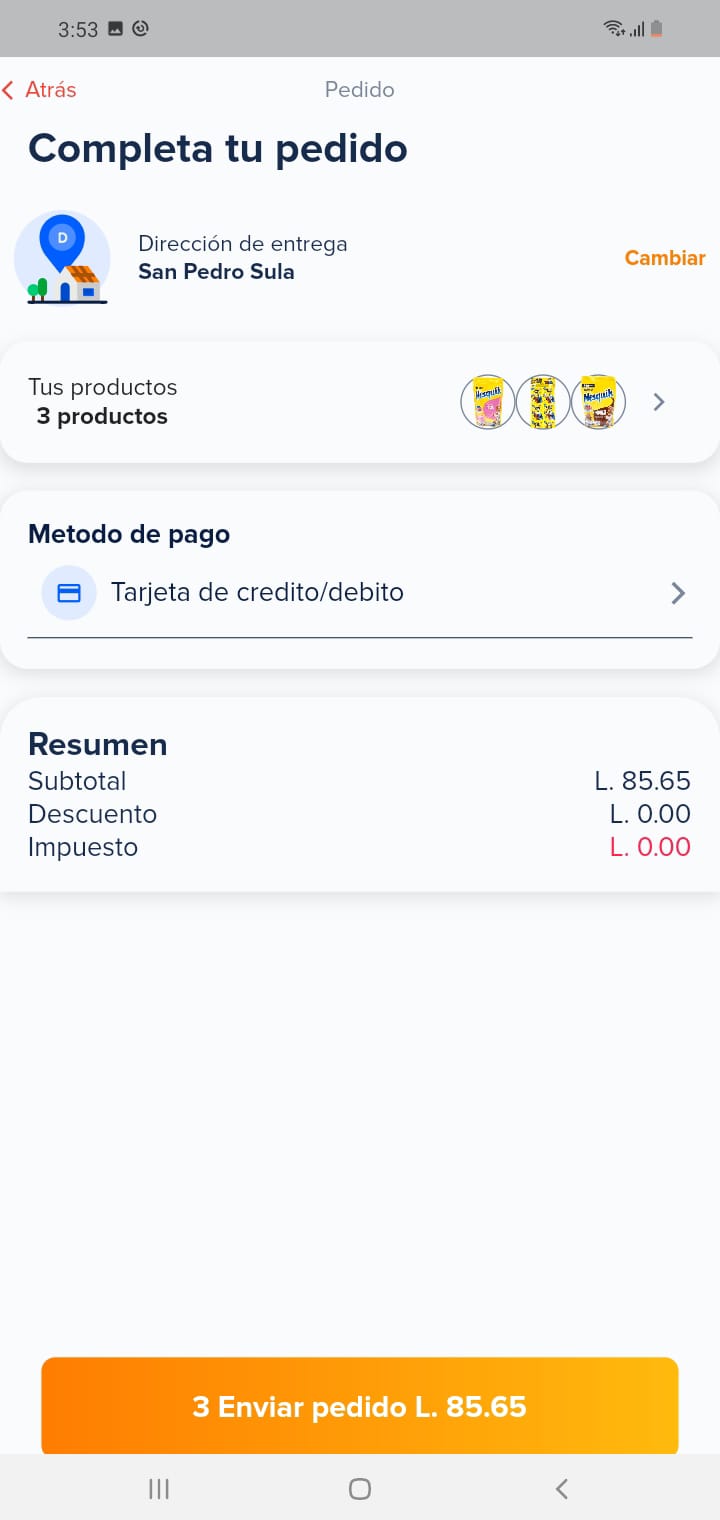 3:53
Atrás
Pedido
Completa tu pedido
D
Dirección de entrega
San Pedro Sula
Cambiar
Tus productos
3 productos
Nesquik
Nesquik
Metodo de pago
Tarjeta de credito/debito
Resumen
Subtotal L. 85.65
Descuento L. 0.00
Impuesto L. 0.00
3 Enviar pedido L. 85.65